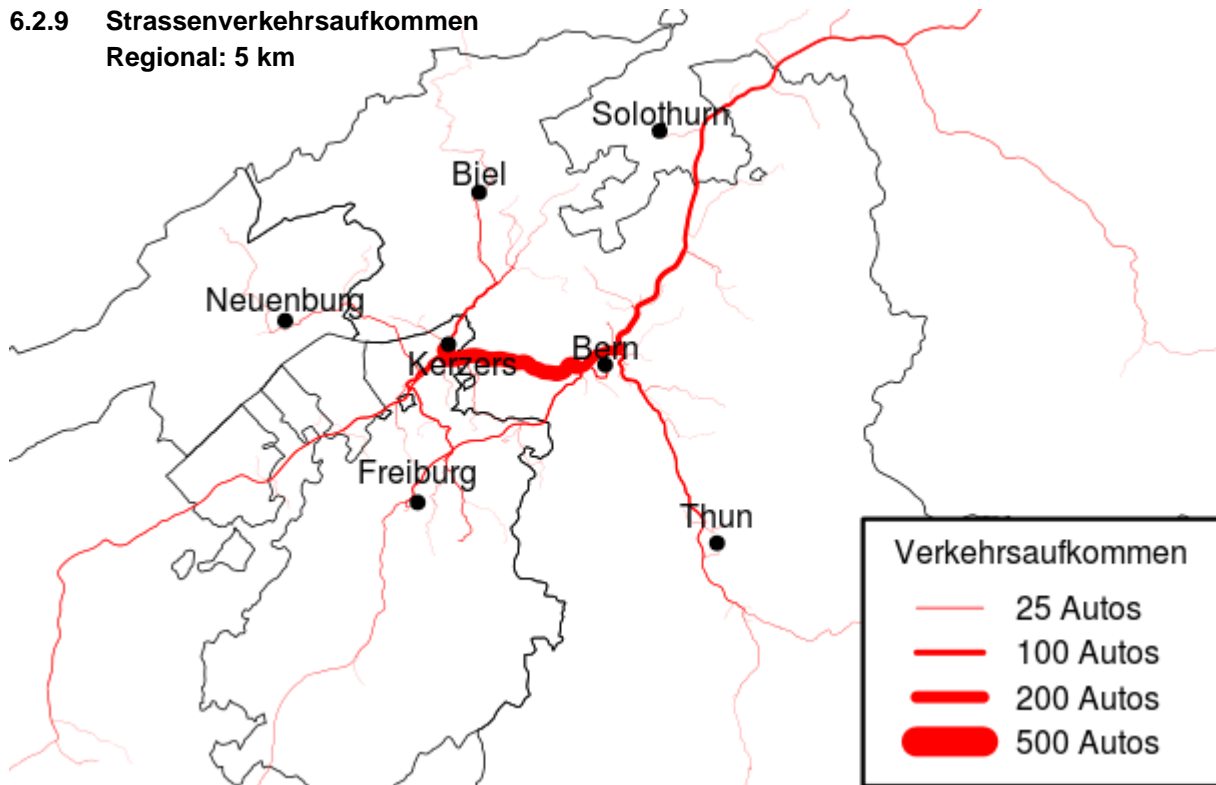 6.2.9 Strassenverkehrsaufkommen
Regional: 5 km
Solothurn
Biel
Neuenburg
Kerzers
Bern
Freiburg
Thun
Verkehrsaufkommen
25 Autos
100 Autos
200 Autos
500 Autos